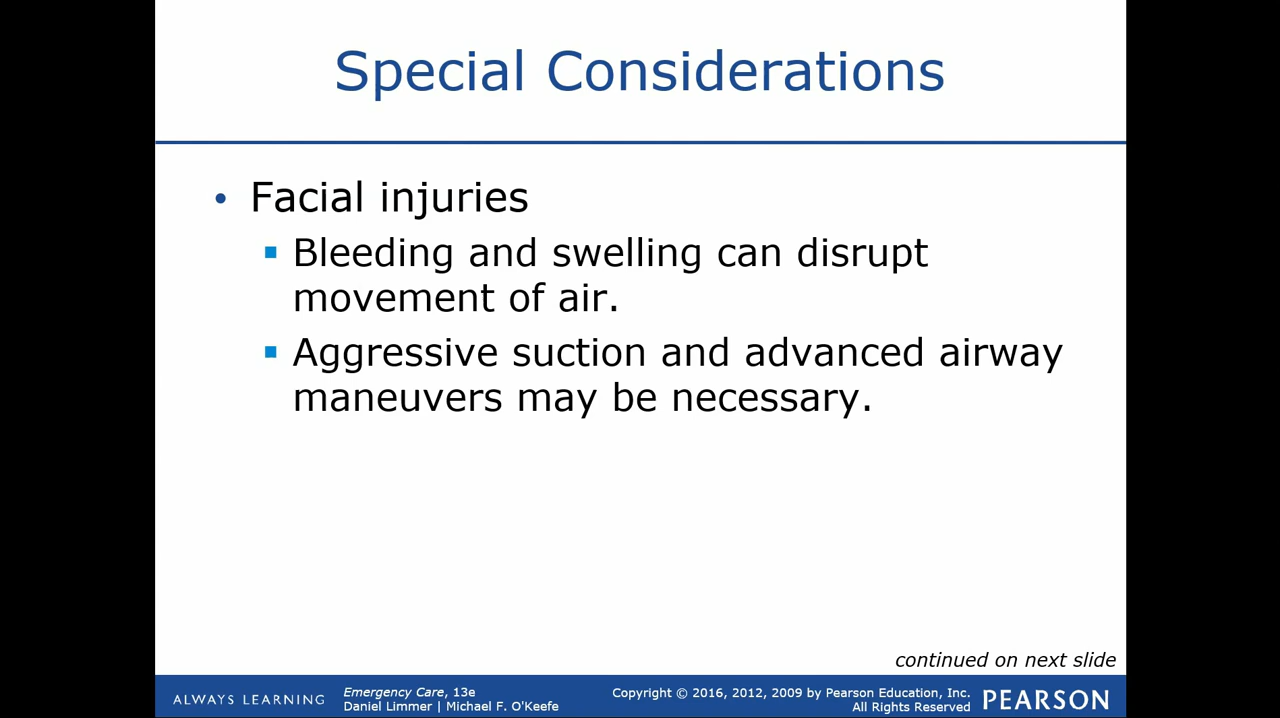 Special Considerations
• Facial injuries
▪ Bleeding and swelling can disrupt
movement of air.
▪ Aggressive suction and advanced airway
maneuvers may be necessary.
continued on next slide
ALWAYS LEARNING
Emergency Care, 13e
Daniel Limmer | Michael F. O'Keefe
Copyright © 2016, 2012, 2009 by Pearson Education, Inc.
All Rights Reserved
PEARSON